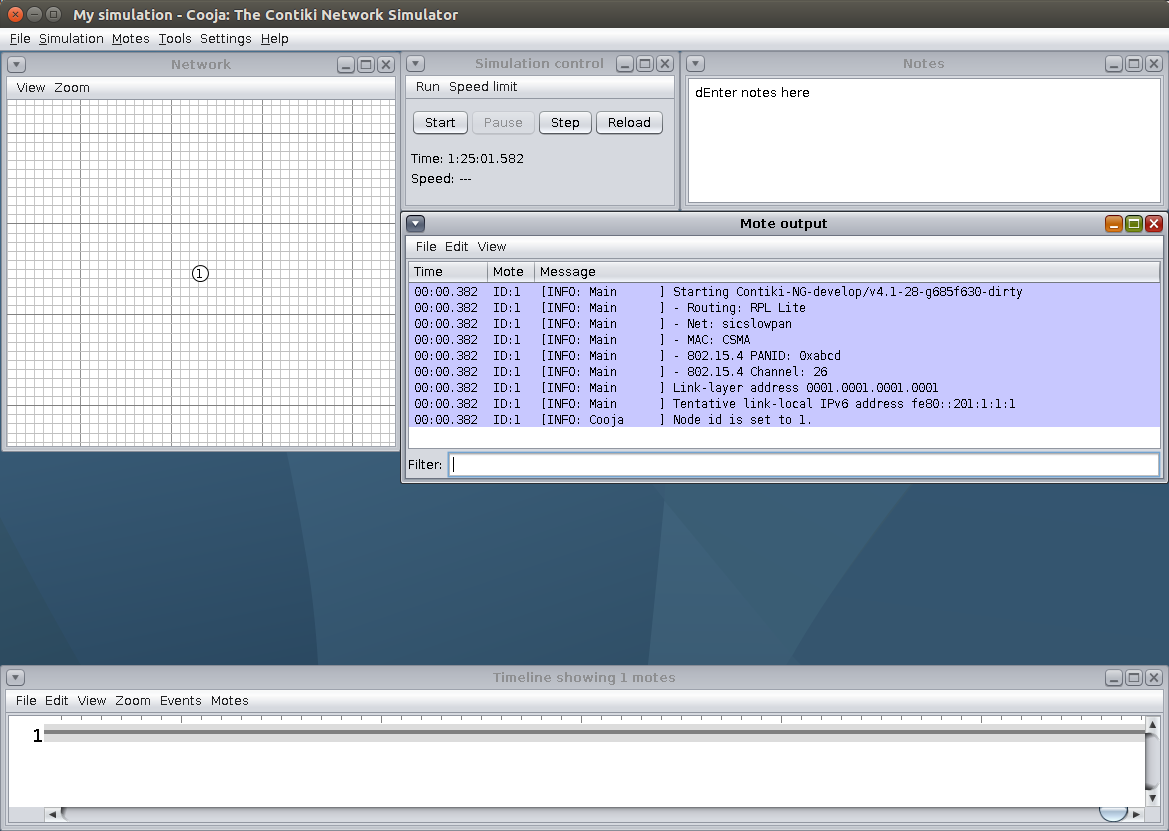 My simulation - Cooja: The Contiki Network Simulator
File Simulation Motes Tools Settings Help
Network
View Zoom
1
Simulation control
Run Speed limit
Start Pause Step Reload
Time: 1:25:01.582
Speed: ---
Notes
dEnter notes here
Mote output
File Edit View
Time Mote Message
00:00.382 ID:1 [INFO: Main ] Starting Contiki-NG-develop/v4.1-28-g685f630-dirty
00:00.382 ID:1 [INFO: Main ] - Routing: RPL Lite
00:00.382 ID:1 [INFO: Main ] - Net: sicslowpan
00:00.382 ID:1 [INFO: Main ] - MAC: CSMA
00:00.382 ID:1 [INFO: Main ] - 802.15.4 PANID: 0xabcd
00:00.382 ID:1 [INFO: Main ] - 802.15.4 Channel: 26
00:00.382 ID:1 [INFO: Main ] Link-layer address 0001.0001.0001.0001
00:00.382 ID:1 [INFO: Main ] Tentative link-local IPv6 address fe80::201:1:1:1
00:00.382 ID:1 [INFO: Cooja ] Node id is set to 1.
Filter:
Timeline showing 1 motes
File Edit View Zoom Events Motes
1